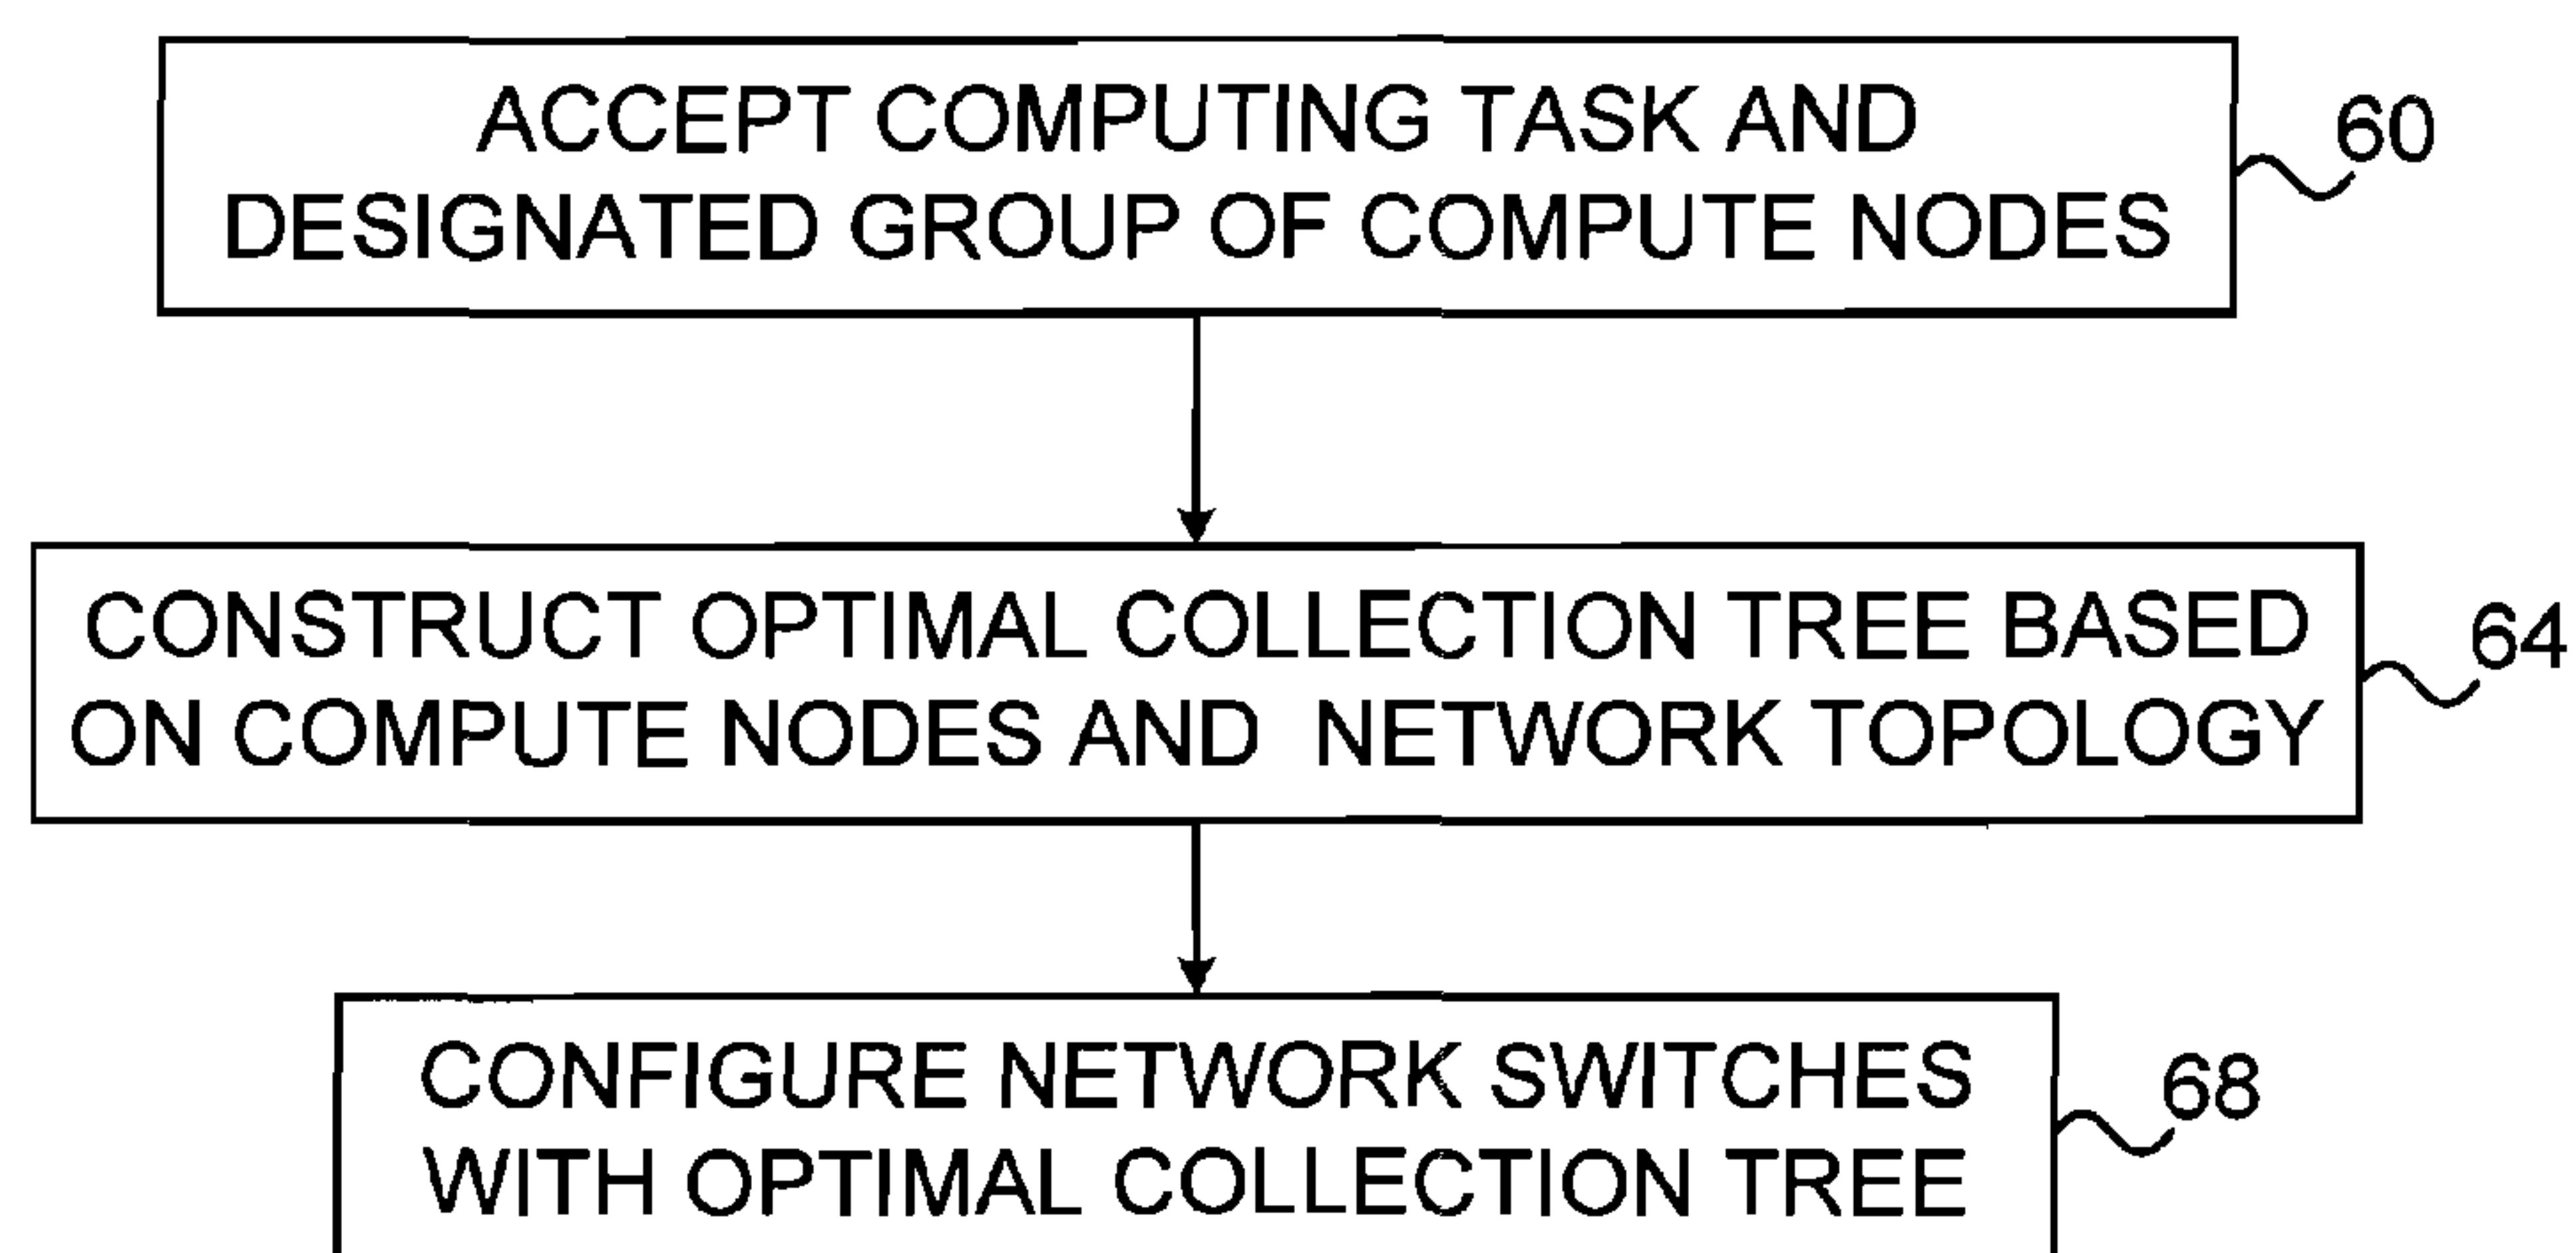 ACCEPT COMPUTING TASK AND
DESIGNATED GROUP OF COMPUTE NODES
60
CONSTRUCT OPTIMAL COLLECTION TREE BASED
ON COMPUTE NODES AND NETWORK TOPOLOGY
64
CONFIGURE NETWORK SWITCHES
WITH OPTIMAL COLLECTION TREE
68